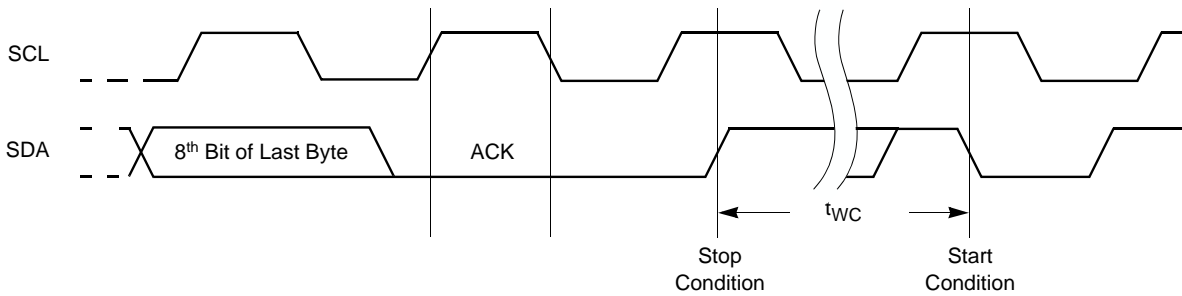 SCL
SDA
8th Bit of Last Byte
ACK
tWC
Stop
Condition
Start
Condition